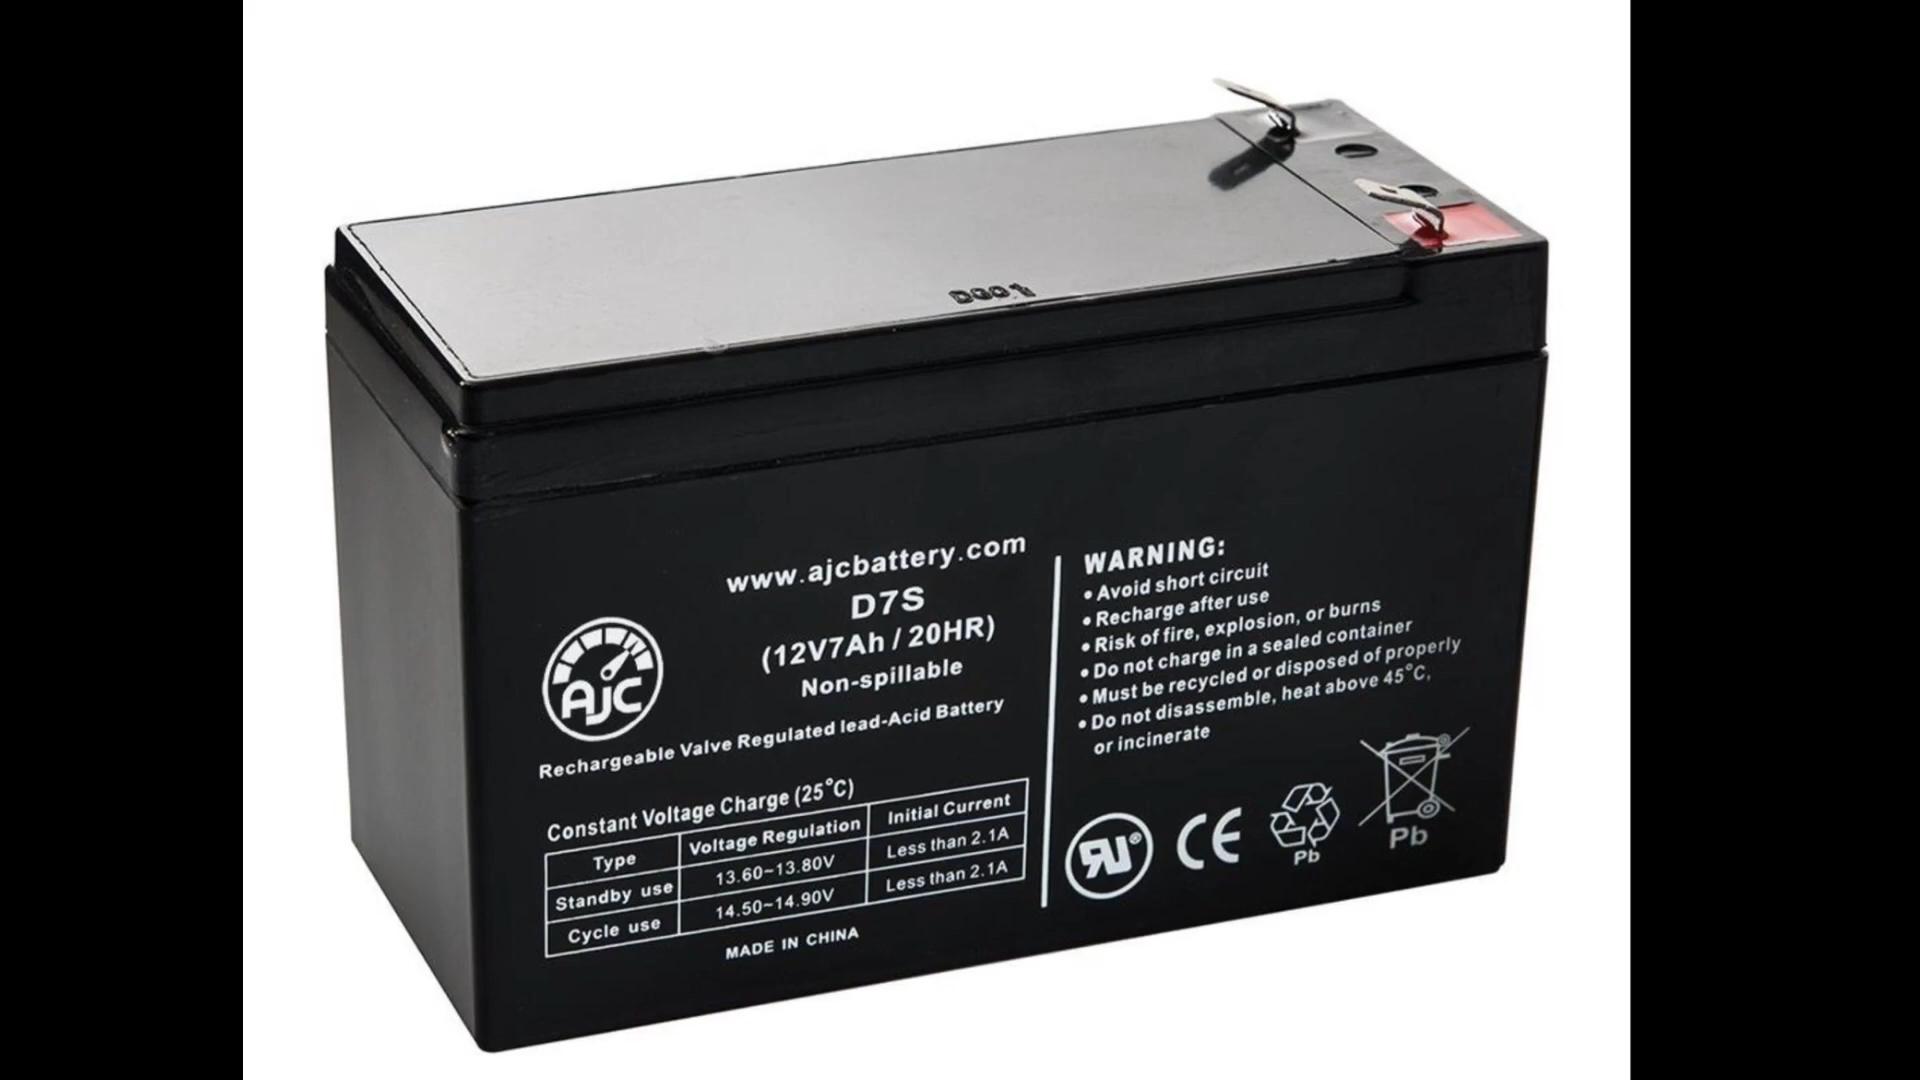 DG01
www.ajcbattery.com
D7S
(12V7Ah / 20HR)
Non-spillable
AJC
Rechargeable Valve Regulated lead-Acid Battery
Constant Voltage Charge (25°C)
Type Voltage Regulation Initial Current
Standby use 13.60~13.80V Less than 2.1A
Cycle use 14.50~14.90V Less than 2.1A
MADE IN CHINA
WARNING:
• Avoid short circuit
• Recharge after use
• Risk of fire, explosion, or burns
• Do not charge in a sealed container
• Must be recycled or disposed of properly
• Do not disassemble, heat above 45°C,
or incinerate
RU® CE Pb Pb